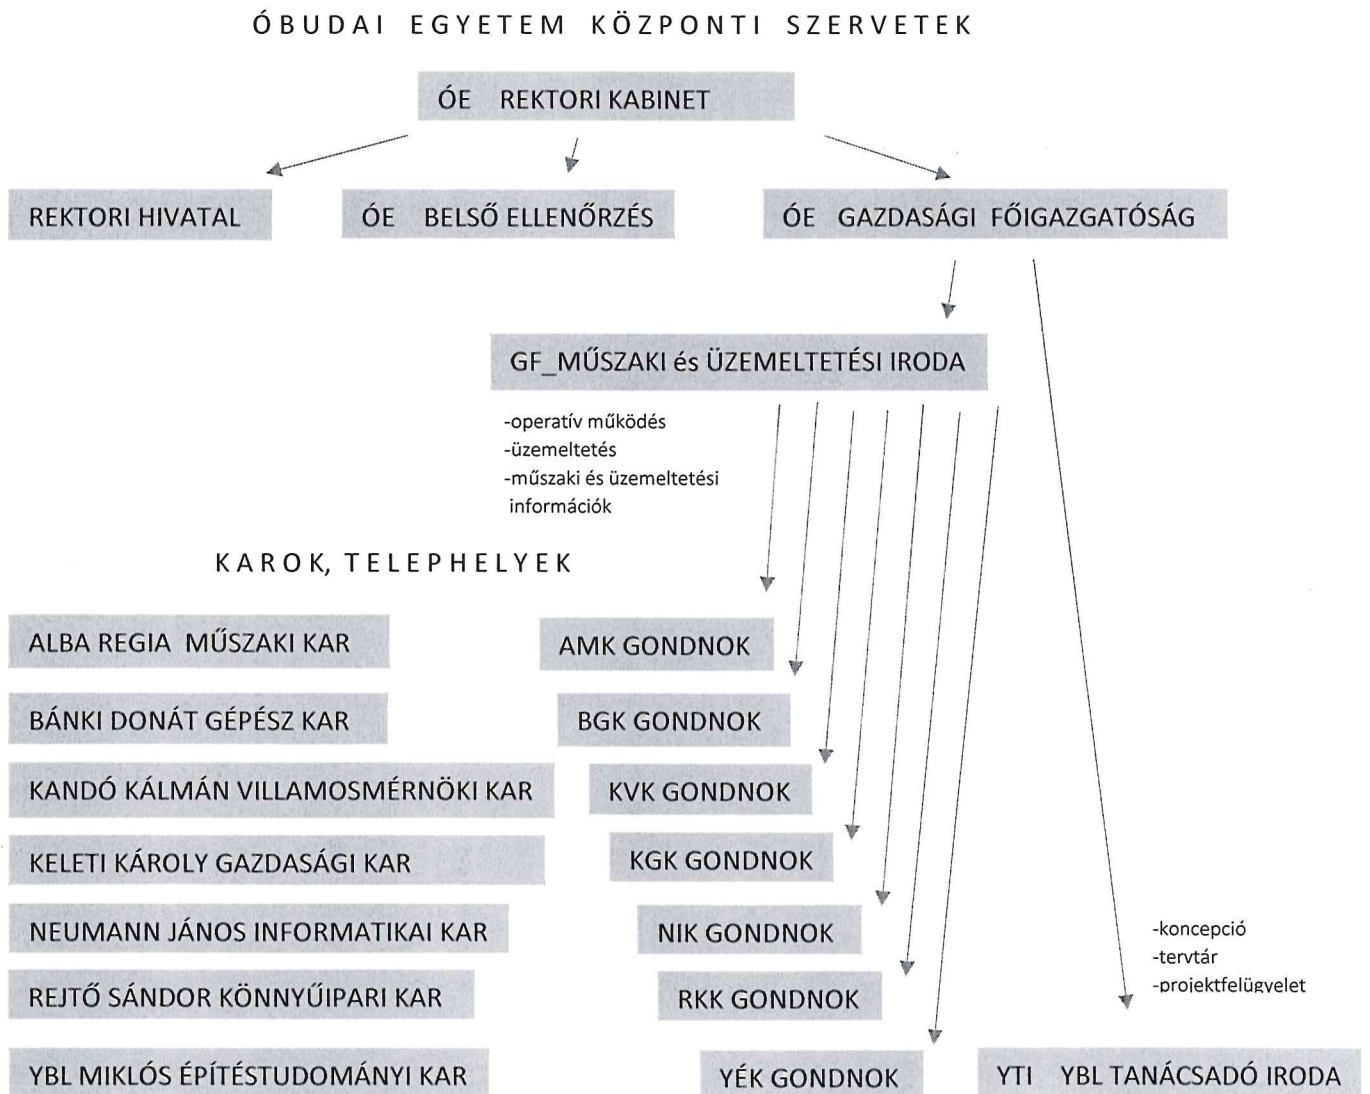 ÓBUDAI EGYETEM KÖZPONTI SZERVETEK
ÓE REKTORI KABINET
REKTORI HIVATAL
ÓE BELSŐ ELLENŐRZÉS
ÓE GAZDASÁGI FŐIGAZGATÓSÁG
GF_MŰSZAKI és ÜZEMELTETÉSI IRODA
-operatív működés
-üzemeltetés
-műszaki és üzemeltetési
információk
KAROK, TELEPHELYEK
ALBA REGIA MŰSZAKI KAR
AMK GONDNOK
BÁNKI DONÁT GÉPÉSZ KAR
BGK GONDNOK
KANDÓ KÁLMÁN VILLAMOSMÉRNÖKI KAR
KVK GONDNOK
KELETI KÁROLY GAZDASÁGI KAR
KGK GONDNOK
NEUMANN JÁNOS INFORMATIKAI KAR
NIK GONDNOK
-koncepció
-tervtár
-projektfelügyelet
REJTŐ SÁNDOR KÖNNYŰIPARI KAR
RKK GONDNOK
YBL MIKLÓS ÉPÍTÉSTUDOMÁNYI KAR
YÉK GONDNOK
YTI YBL TANÁCSADÓ IRODA